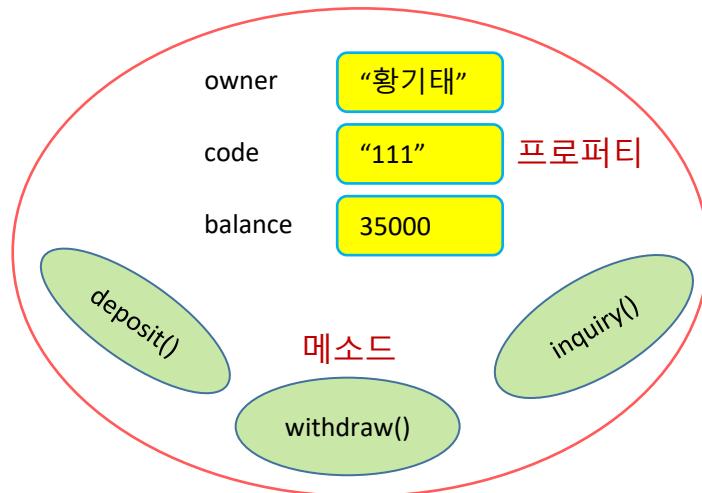 owner “황기태”
code “111” 프로퍼티
balance 35000
deposit()
메소드
inquiry()
withdraw()